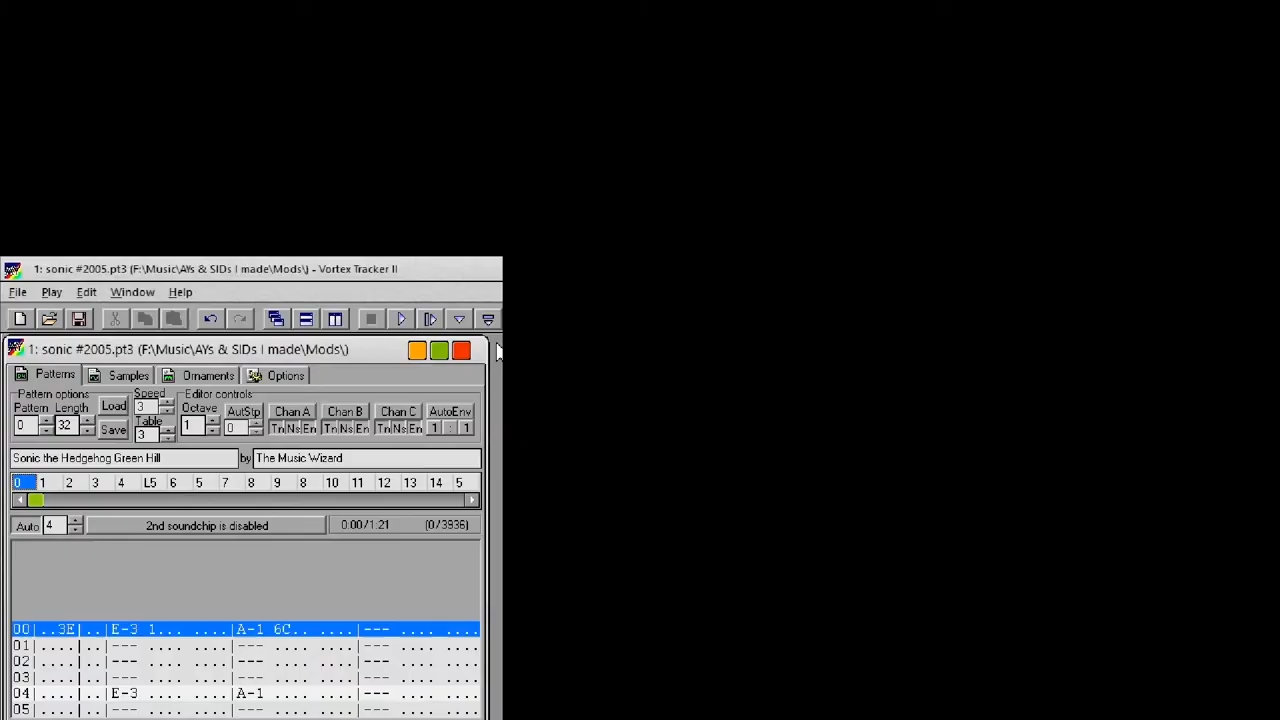 1: sonic #2005.pt3 (F:\Music\AYs & SIDs I made\Mods\) - Vortex Tracker II
File Play Edit Window Help
1: sonic #2005.pt3 (F:\Music\AYs & SIDs I made\Mods\)
Patterns Samples Ornaments Options
Pattern options Speed Editor controls
Pattern Length Load 3 Octave AutStp Chan A Chan B Chan C AutoEnv
0 32 Save Table 3 1 0 Tn Ns En Tn Ns En Tn Ns En 1 : 1
Sonic the Hedgehog Green Hill by The Music Wizard
0 1 2 3 4 L5 6 5 7 8 9 8 10 11 12 13 14 5
Auto 4 2nd soundchip is disabled 0:00/1:21 (0/3936)
00|..3E|..|E-3 1... ....|A-1 6C.. ....|--- .... ....
01|....|..|--- .... ....|--- .... ....|--- .... ....
02|....|..|--- .... ....|--- .... ....|--- .... ....
03|....|..|--- .... ....|--- .... ....|--- .... ....
04|....|..|E-3 .... ....|A-1 .... ....|--- .... ....
05|....|..|--- .... ....|--- .... ....|--- .... ....